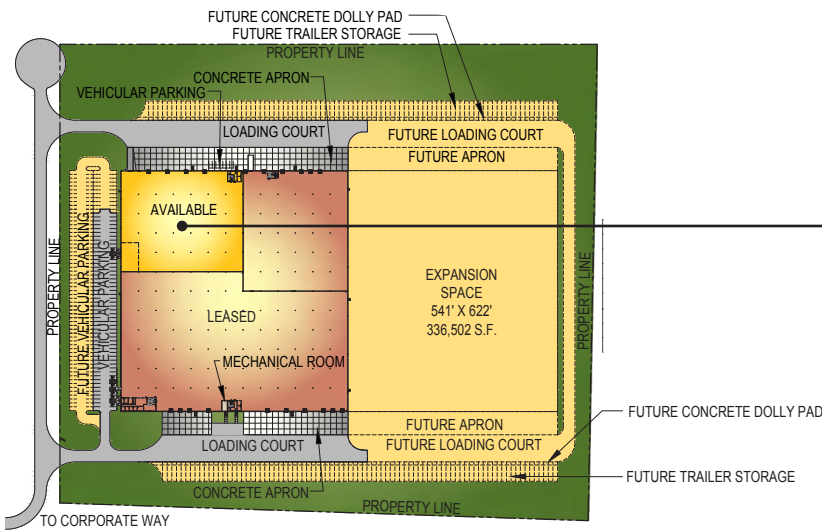 FUTURE CONCRETE DOLLY PAD
FUTURE TRAILER STORAGE
PROPERTY LINE
CONCRETE APRON
VEHICULAR PARKING
LOADING COURT
FUTURE LOADING COURT
FUTURE APRON
AVAILABLE
PROPERTY LINE
FUTURE VEHICULAR PARKING
VEHICULAR PARKING
EXPANSION
SPACE
541' X 622'
336,502 S.F.
PROPERTY LINE
LEASED
MECHANICAL ROOM
FUTURE APRON
FUTURE LOADING COURT
LOADING COURT
FUTURE CONCRETE DOLLY PAD
FUTURE TRAILER STORAGE
CONCRETE APRON
PROPERTY LINE
TO CORPORATE WAY